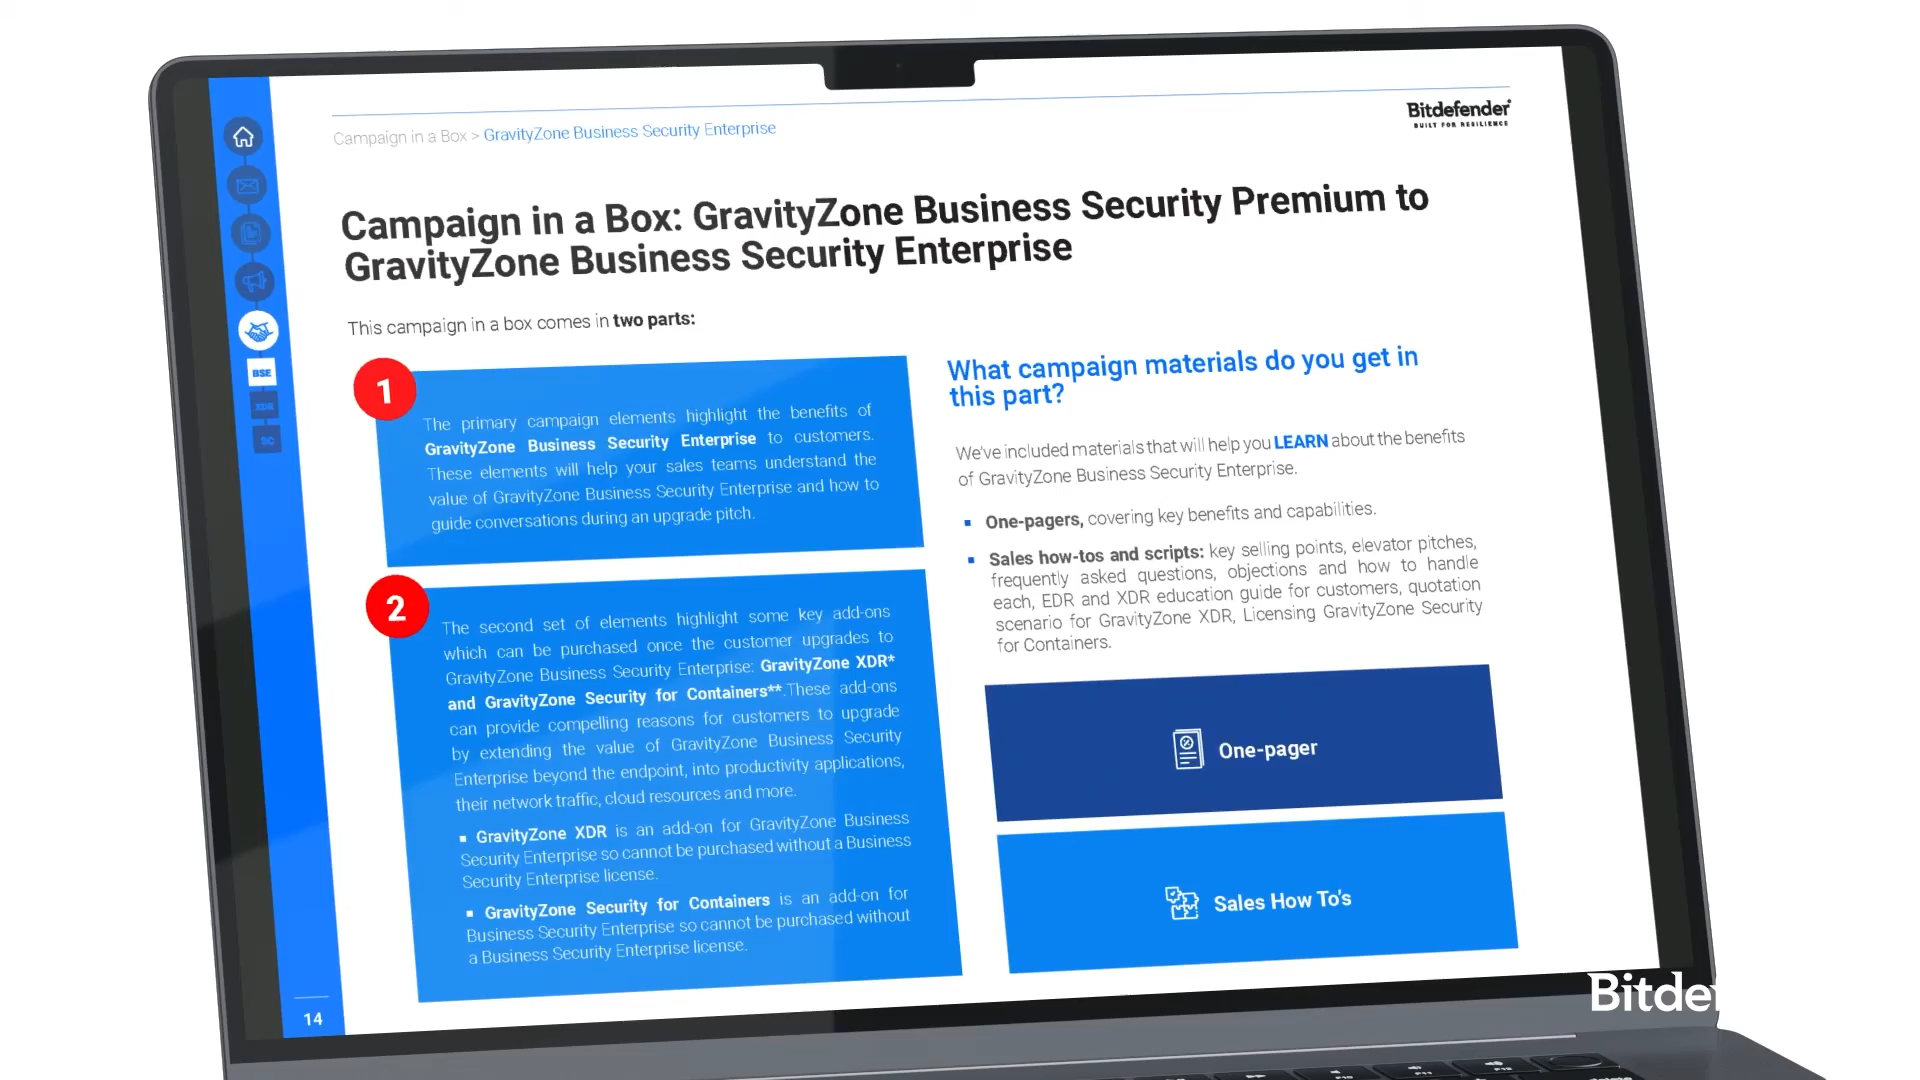 Campaign in a Box > GravityZone Business Security Enterprise
Bitdefender
BUILT FOR RESILIENCE
Campaign in a Box: GravityZone Business Security Premium to
GravityZone Business Security Enterprise
This campaign in a box comes in two parts:
1
The primary campaign elements highlight the benefits of
GravityZone Business Security Enterprise to customers.
These elements will help your sales teams understand the
value of GravityZone Business Security Enterprise and how to
guide conversations during an upgrade pitch.
2
The second set of elements highlight some key add-ons
which can be purchased once the customer upgrades to
GravityZone Business Security Enterprise: GravityZone XDR*
and GravityZone Security for Containers**.These add-ons
can provide compelling reasons for customers to upgrade
by extending the value of GravityZone Business Security
Enterprise beyond the endpoint, into productivity applications,
their network traffic, cloud resources and more.
▪ GravityZone XDR is an add-on for GravityZone Business
Security Enterprise so cannot be purchased without a Business
Security Enterprise license.
▪ GravityZone Security for Containers is an add-on for
Business Security Enterprise so cannot be purchased without
a Business Security Enterprise license.
What campaign materials do you get in
this part?
We've included materials that will help you LEARN about the benefits
of GravityZone Business Security Enterprise.
▪ One-pagers, covering key benefits and capabilities.
▪ Sales how-tos and scripts: key selling points, elevator pitches,
frequently asked questions, objections and how to handle
each, EDR and XDR education guide for customers, quotation
scenario for GravityZone XDR, Licensing GravityZone Security
for Containers.
One-pager
Sales How To's
BSE
XDR
SC
14
Bitdef
F10
F11
F12